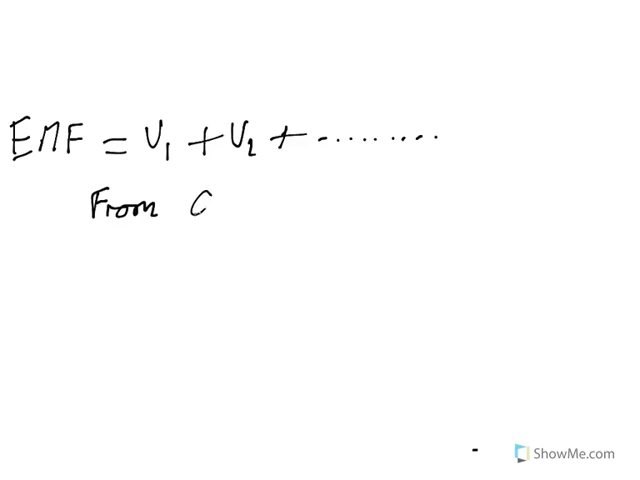 EMF = V₁ + V₂ + ........
From C
ShowMe.com